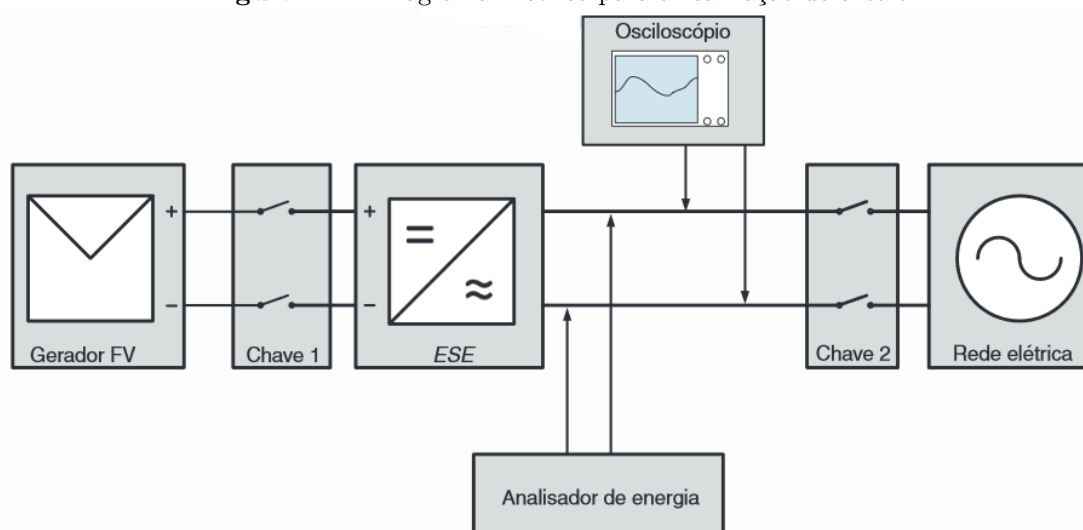 Osciloscópio
+
+
=
≈
−
−
Gerador FV
Chave 1
ESE
Chave 2
Rede elétrica
Analisador de energia